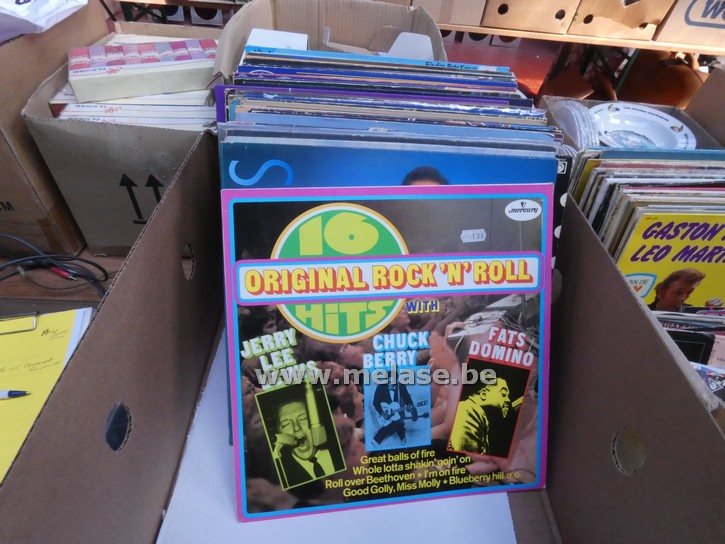 mercury
16
ORIGINAL ROCK 'N' ROLL
HITS
WITH
JERRY
LEE
CHUCK
BERRY
FATS
DOMINO
www.melase.be
Great balls of fire
Whole lotta shakin' goin' on
Roll over Beethoven • I'm on fire
Good Golly, Miss Molly • Blueberry hill
GASTON
LEO MARTI